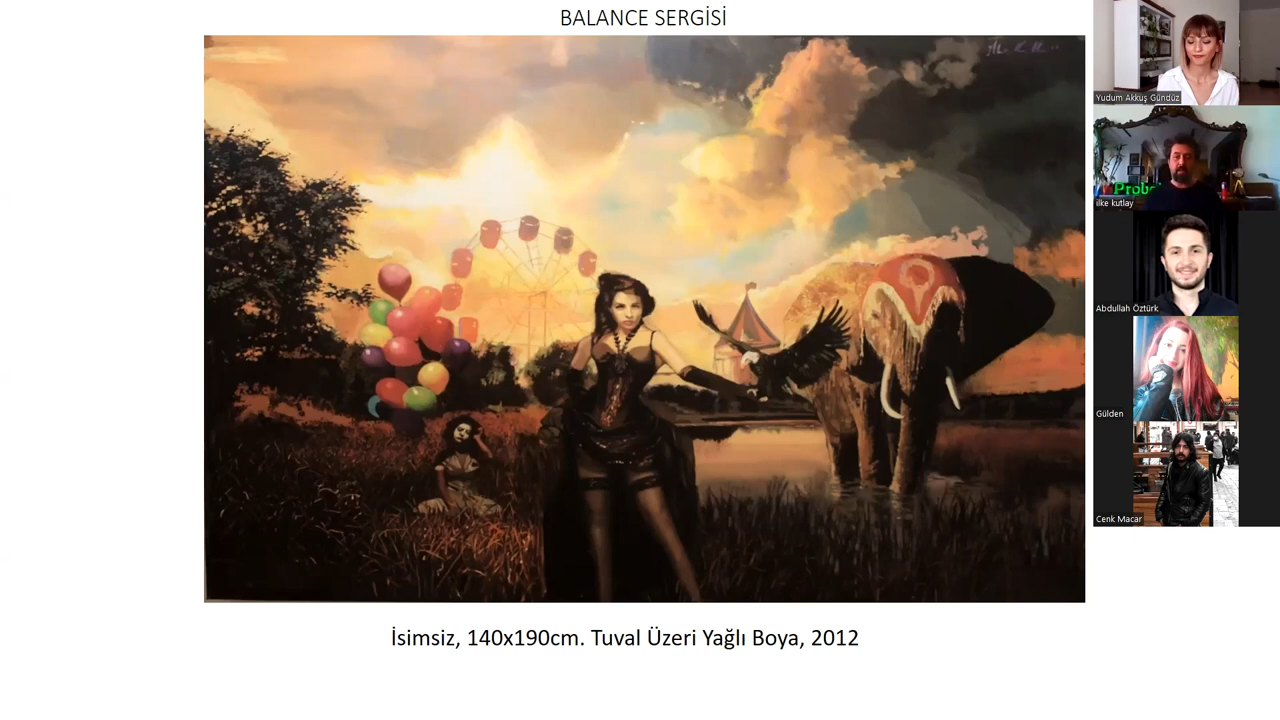 BALANCE SERGİSİ
İsimsiz, 140x190cm. Tuval Üzeri Yağlı Boya, 2012
Yudum Akkuş Gündüz
ilke kutlay
Abdullah Öztürk
Gülden
Cenk Macar